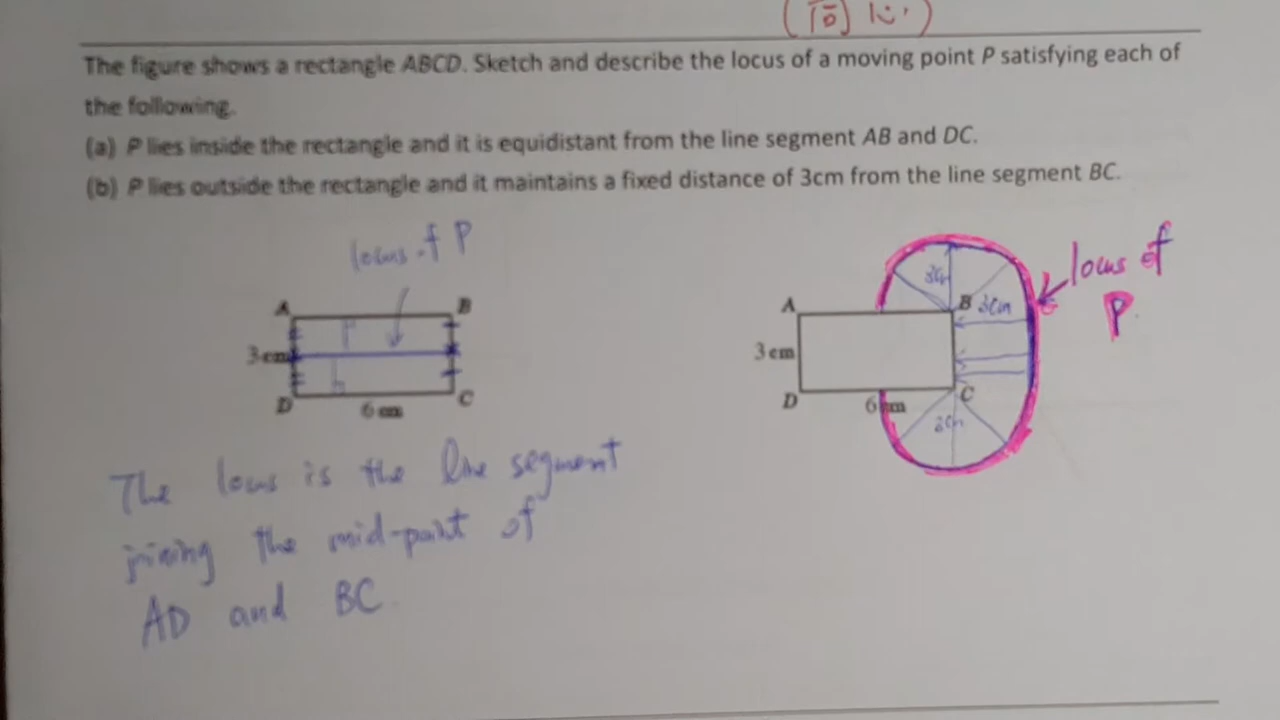 (同心)
The figure shows a rectangle ABCD. Sketch and describe the locus of a moving point P satisfying each of
the following.
(a) P lies inside the rectangle and it is equidistant from the line segment AB and DC.
(b) P lies outside the rectangle and it maintains a fixed distance of 3cm from the line segment BC.
locus of P
A B
3 cm
D 6 cm C
The locus is the line segment
joining the mid-point of
AD and BC
locus of
P
3cm
A B 3cm
3 cm
D 6 cm C
3cm